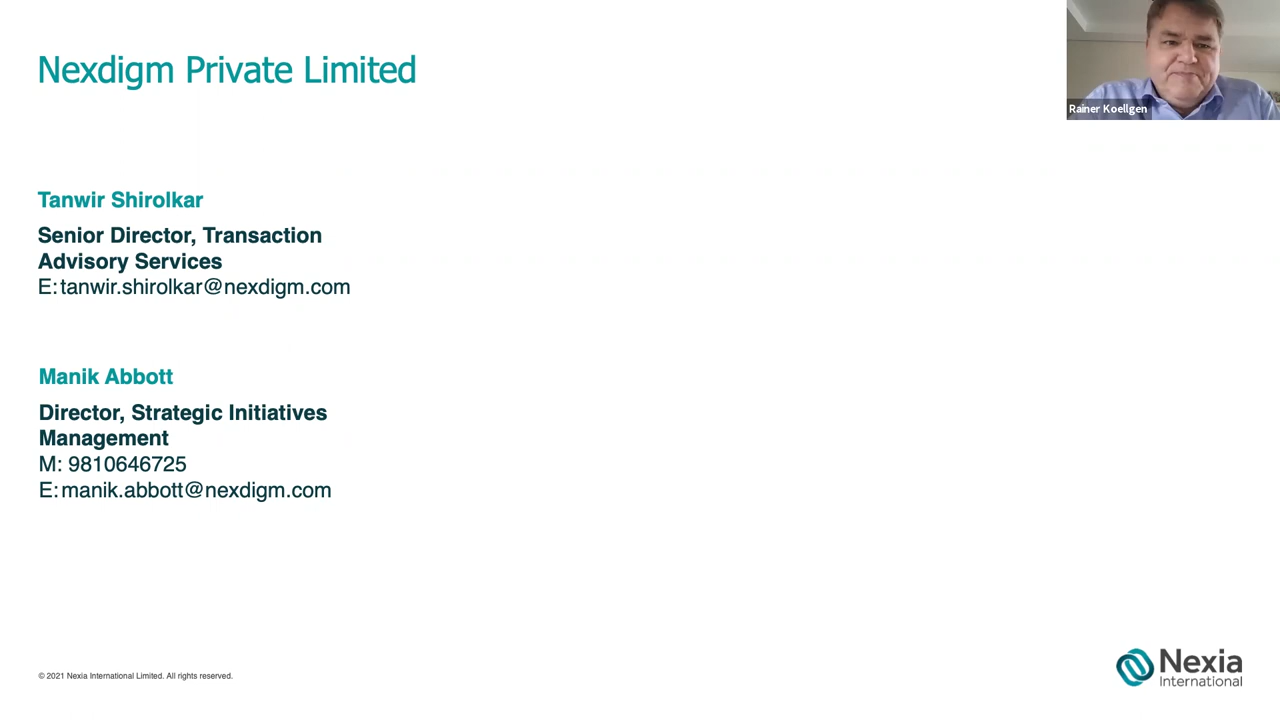 Nexdigm Private Limited
Rainer Koellgen
Tanwir Shirolkar
Senior Director, Transaction
Advisory Services
E: tanwir.shirolkar@nexdigm.com
Manik Abbott
Director, Strategic Initiatives
Management
M: 9810646725
E: manik.abbott@nexdigm.com
© 2021 Nexia International Limited. All rights reserved.
Nexia
International